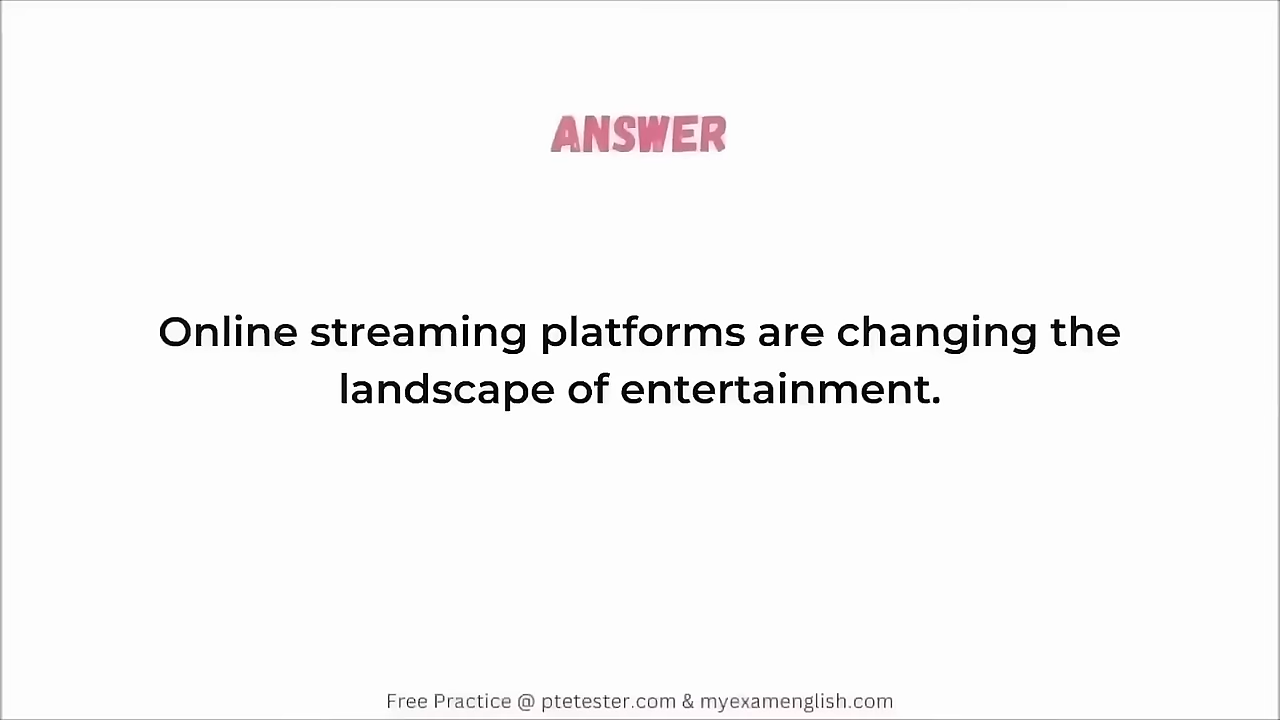 ANSWER
Online streaming platforms are changing the
landscape of entertainment.
Free Practice @ ptetester.com & myexamenglish.com